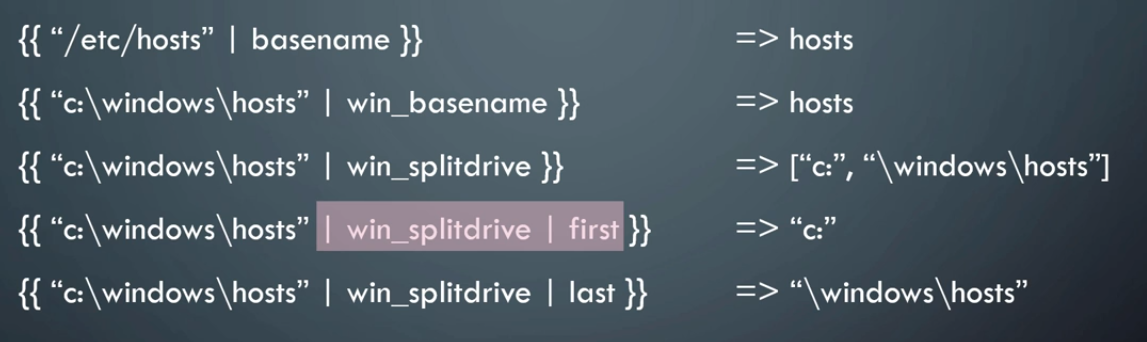 {{ “/etc/hosts” | basename }} => hosts
{{ “c:\windows\hosts” | win_basename }} => hosts
{{ “c:\windows\hosts” | win_splitdrive }} => [“c:”, “\windows\hosts”]
{{ “c:\windows\hosts” | win_splitdrive | first }} => “c:”
{{ “c:\windows\hosts” | win_splitdrive | last }} => “\windows\hosts”